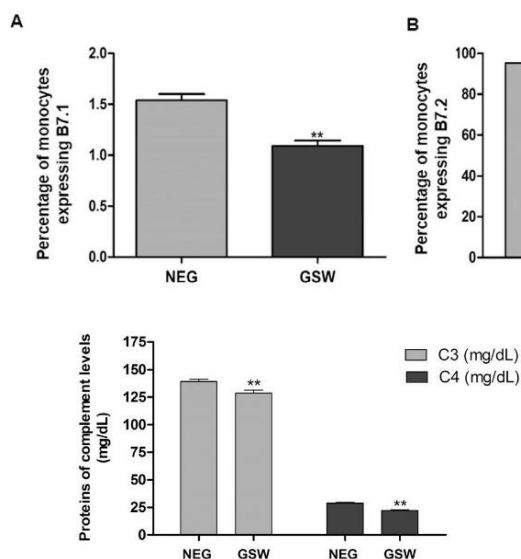 A
Percentage of monocytes
expressing B7.1
2.0
1.5
1.0
0.5
0.0
**
NEG
GSW
B
Percentage of monocytes
expressing B7.2
100
80
60
40
20
0
Proteins of complement levels
(mg/dL)
175
150
125
100
75
50
25
0
**
**
NEG
GSW
NEG
GSW
C3 (mg/dL)
C4 (mg/dL)